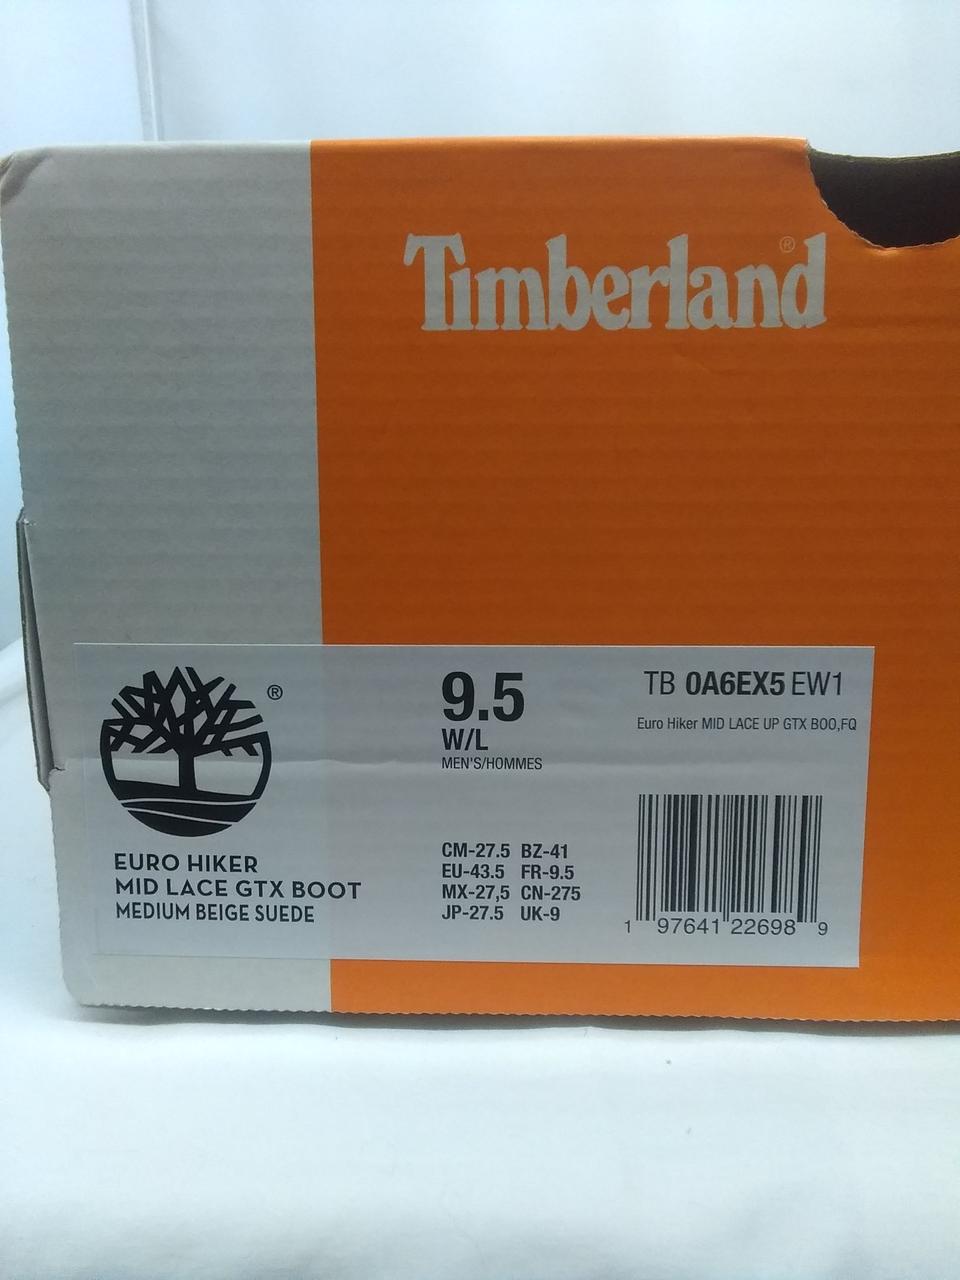 Timberland®
®
EURO HIKER
MID LACE GTX BOOT
MEDIUM BEIGE SUEDE
9.5
W/L
MEN'S/HOMMES
CM-27.5 BZ-41
EU-43.5 FR-9.5
MX-27,5 CN-275
JP-27.5 UK-9
TB 0A6EX5 EW1
Euro Hiker MID LACE UP GTX BOO,FQ
1 97641 22698 9